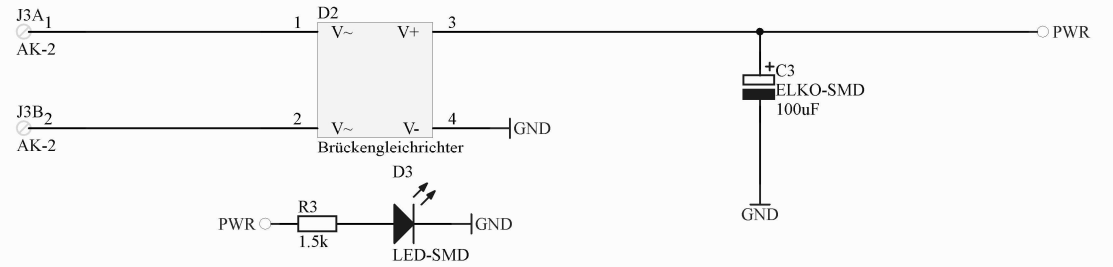 J3A 1
AK-2
1
D2
V~
V+
3
PWR
+
C3
ELKO-SMD
100uF
GND
J3B 2
AK-2
2
V~
V-
4
GND
Brückengleichrichter
D3
PWR
R3
1.5k
GND
LED-SMD